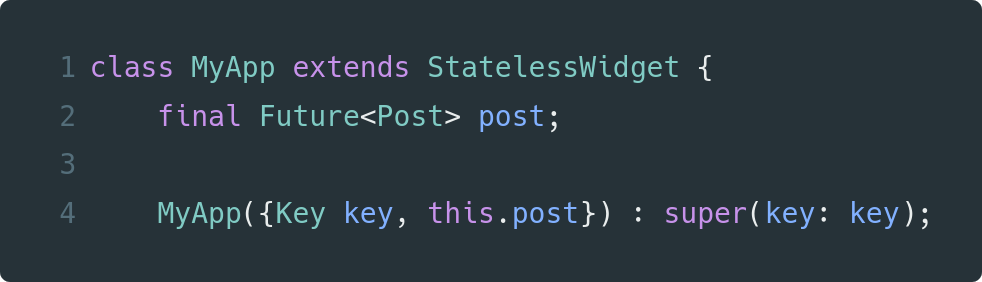 1 class MyApp extends StatelessWidget {
2     final Future<Post> post;
3
4     MyApp({Key key, this.post}) : super(key: key);